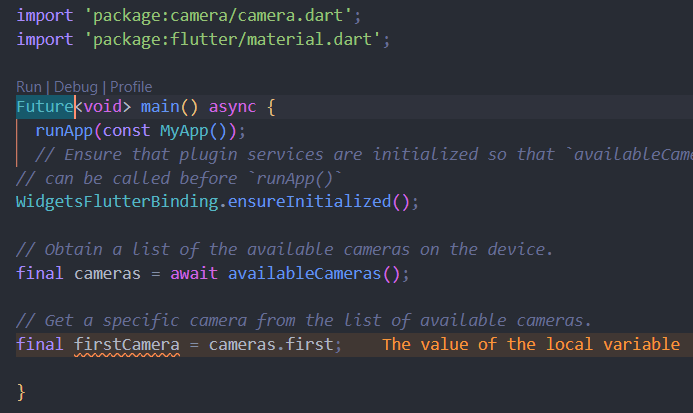 import 'package:camera/camera.dart';
import 'package:flutter/material.dart';
Run | Debug | Profile
Future<void> main() async {
runApp(const MyApp());
// Ensure that plugin services are initialized so that `availableCame
// can be called before `runApp()`
WidgetsFlutterBinding.ensureInitialized();
// Obtain a list of the available cameras on the device.
final cameras = await availableCameras();
// Get a specific camera from the list of available cameras.
final firstCamera = cameras.first; The value of the local variable
}